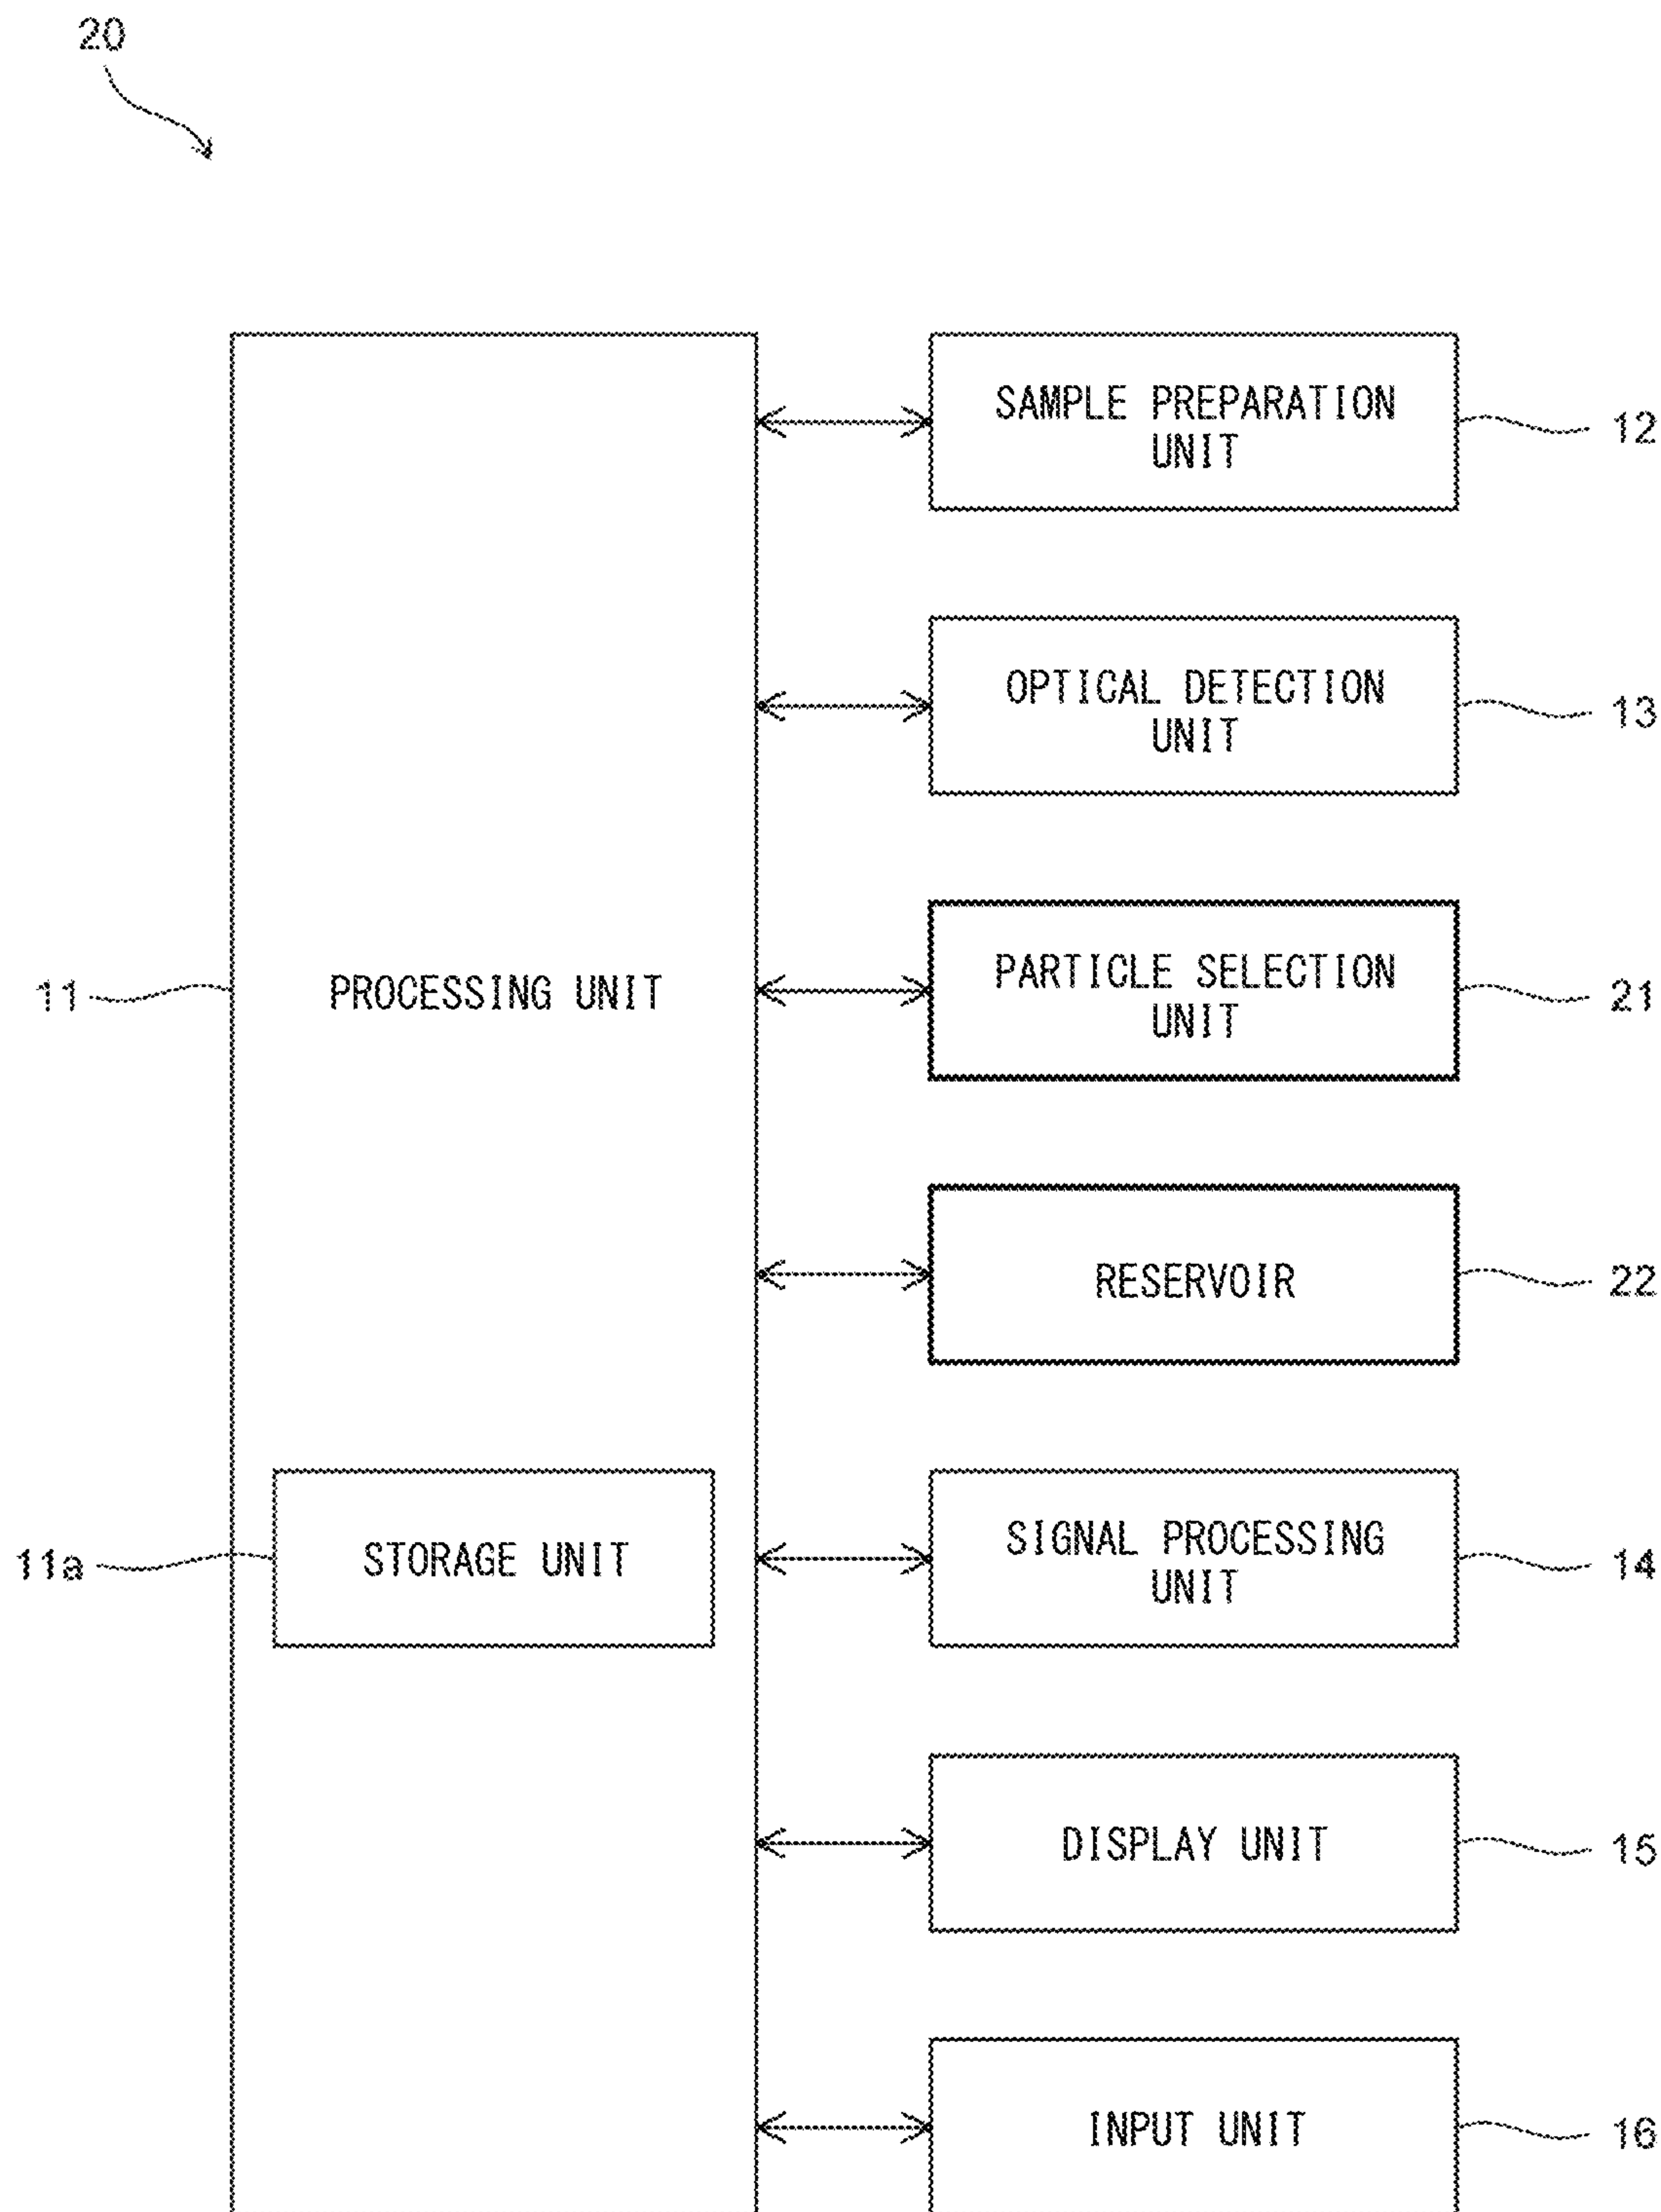 20
SAMPLE PREPARATION
UNIT
12
OPTICAL DETECTION
UNIT
13
11
PROCESSING UNIT
PARTICLE SELECTION
UNIT
21
RESERVOIR
22
11a
STORAGE UNIT
SIGNAL PROCESSING
UNIT
14
DISPLAY UNIT
15
INPUT UNIT
16